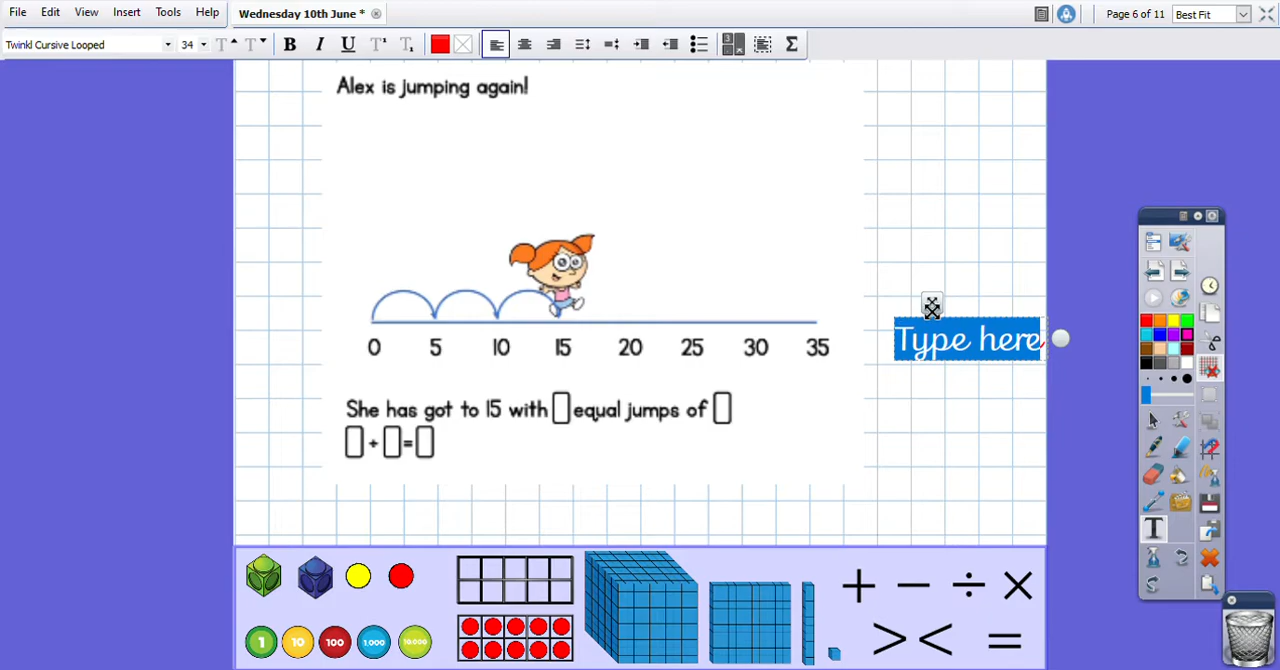 File Edit View Insert Tools Help Wednesday 10th June * Page 6 of 11 Best Fit
Twinkl Cursive Looped 34 T T B I U T¹ T₁ Σ
Alex is jumping again!
0 5 10 15 20 25 30 35
Type here
She has got to 15 with equal jumps of
+ =
+ − ÷ ×
1 10 100 1,000 10,000 > < =
T